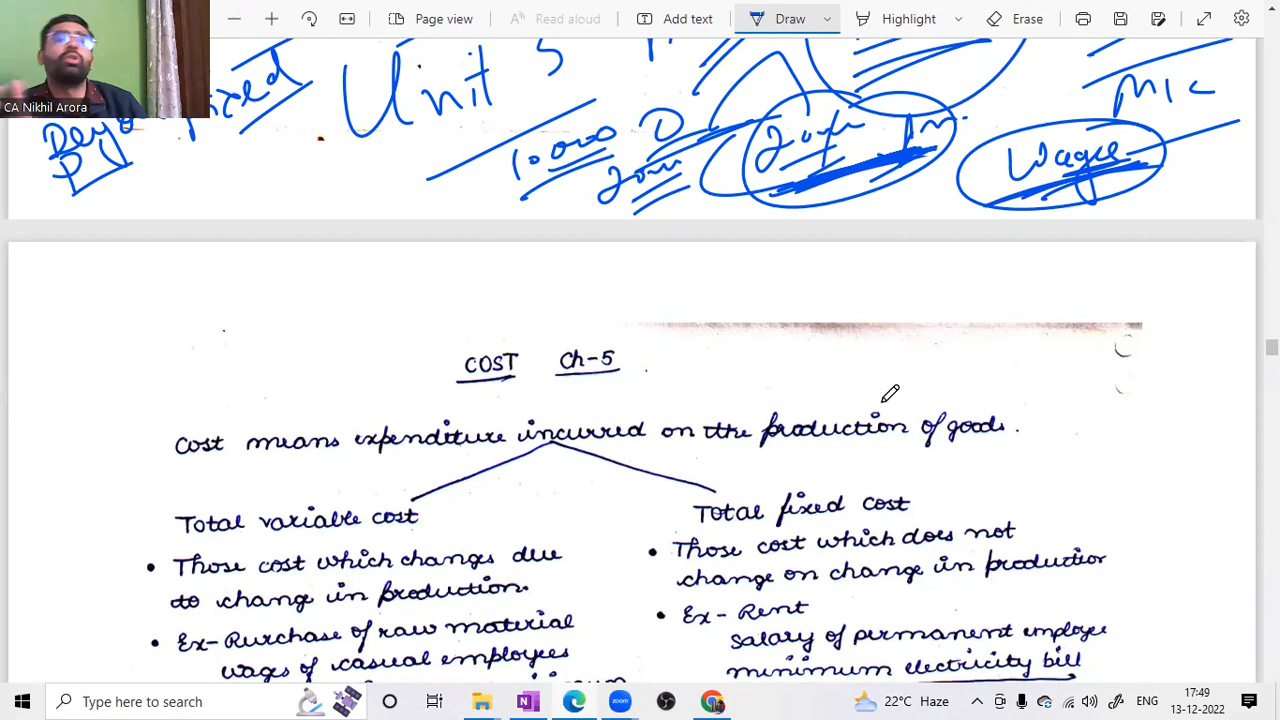 Page view
Read aloud
Add text
Draw
Highlight
Erase
CA Nikhil Arora
Unit
10,000
Wages
COST Ch-5
Cost means expenditure incurred on the production of goods.
Total variable cost
Total fixed cost
• Those cost which changes due
to change in production.
• Those cost which does not
change on change in production
• Ex- Purchase of raw material
wages of casual employees
• Ex- Rent
salary of permanent employe
minimum electricity bill
Type here to search
22°C Haze
ENG
17:49
13-12-2022